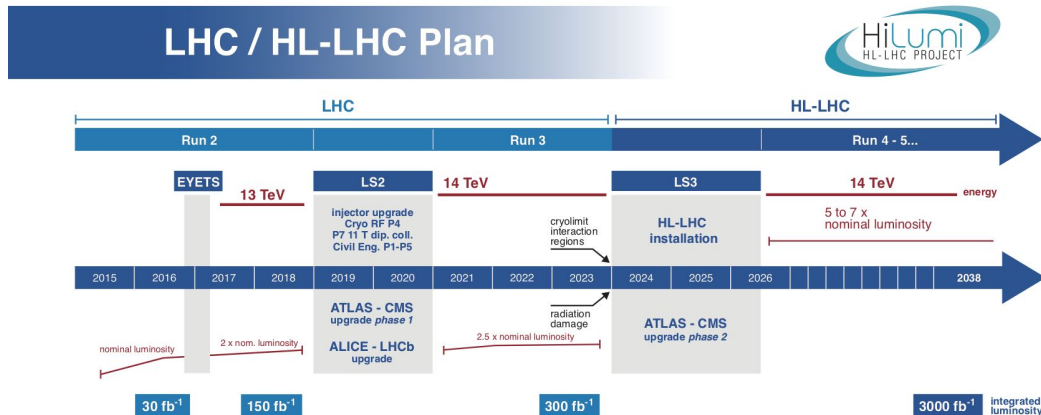 LHC / HL-LHC Plan
HiLumi
HL-LHC PROJECT
LHC
HL-LHC
Run 2
Run 3
Run 4 - 5...
EYETS
13 TeV
LS2
14 TeV
LS3
14 TeV
energy
injector upgrade
Cryo RF P4
P7 11 T dip. coll.
Civil Eng. P1-P5
cryolimit
interaction
regions
HL-LHC
installation
5 to 7 x
nominal luminosity
2015
2016
2017
2018
2019
2020
2021
2022
2023
2024
2025
2026
2038
ATLAS - CMS
upgrade phase 1
ALICE - LHCb
upgrade
radiation
damage
ATLAS - CMS
upgrade phase 2
nominal luminosity
2 x nom. luminosity
2.5 x nominal luminosity
30 fb⁻¹
150 fb⁻¹
300 fb⁻¹
3000 fb⁻¹
integrated
luminosity